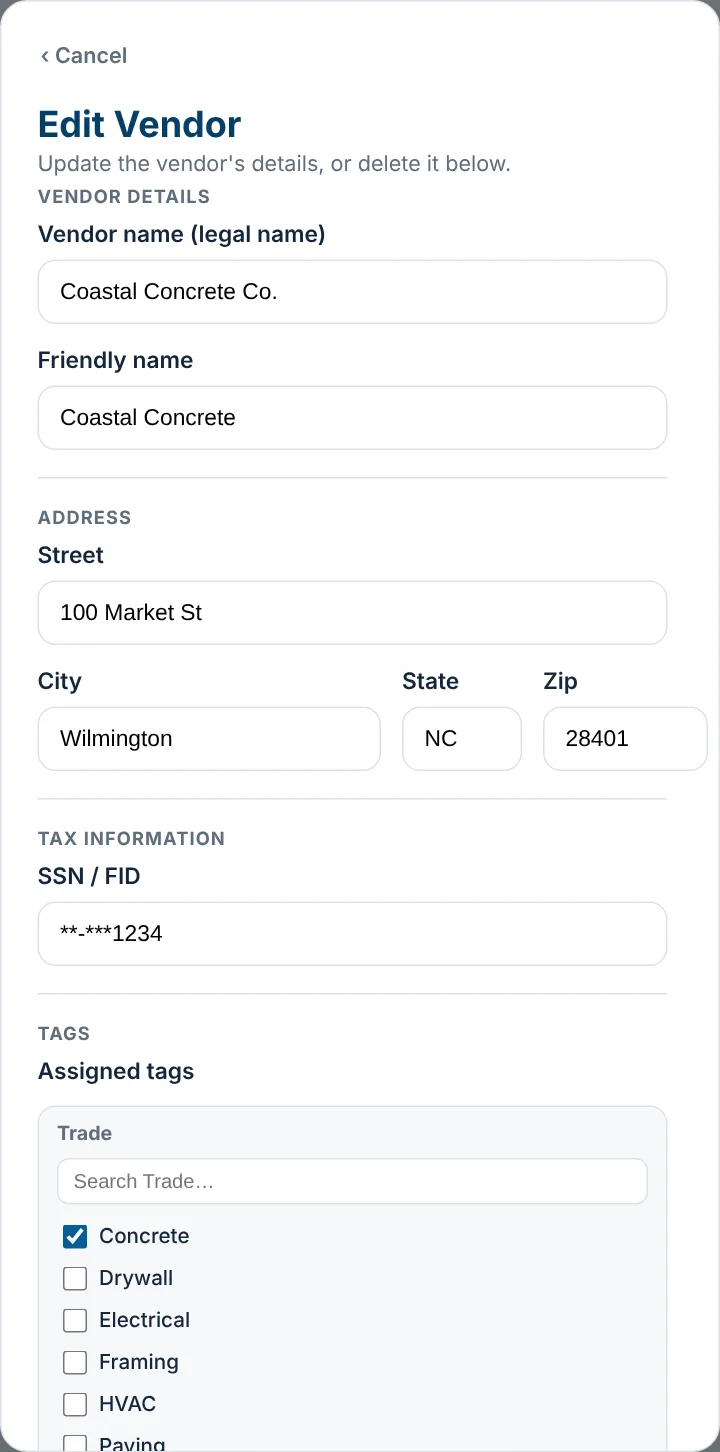 ‹ Cancel
Edit Vendor
Update the vendor's details, or delete it below.
VENDOR DETAILS
Vendor name (legal name)
Coastal Concrete Co.
Friendly name
Coastal Concrete
ADDRESS
Street
100 Market St
City State Zip
Wilmington NC 28401
TAX INFORMATION
SSN / FID
**-***1234
TAGS
Assigned tags
Trade
Search Trade…
Concrete
Drywall
Electrical
Framing
HVAC
Paving